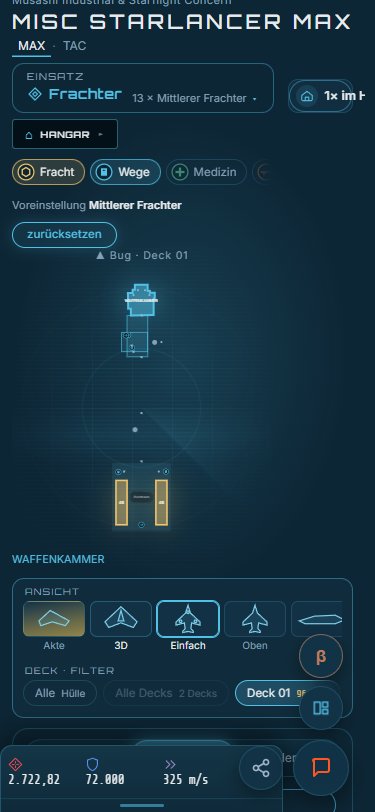 Musashi Industrial & Starflight Concern
MISC STARLANCER MAX
MAX · TAC
EINSATZ
Frachter 13 × Mittlerer Frachter
1× im H
HANGAR
Fracht
Wege
Medizin
Voreinstellung Mittlerer Frachter
zurücksetzen
▲ Bug · Deck 01
WAFFENKAMMER
ANSICHT
Akte
3D
Einfach
Oben
DECK · FILTER
Alle Hülle
Alle Decks 2 Decks
Deck 01
β
2.722,82
72.000
325 m/s